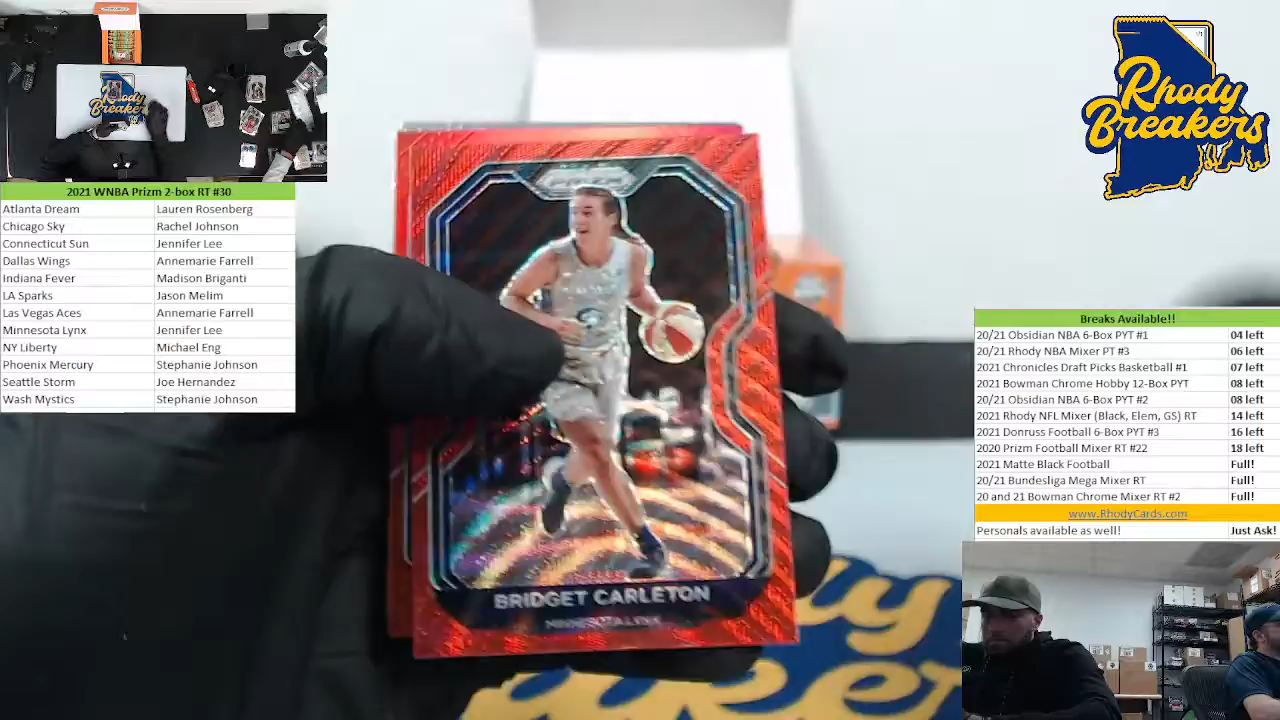 2021 WNBA Prizm 2-box RT #30
Atlanta Dream Lauren Rosenberg
Chicago Sky Rachel Johnson
Connecticut Sun Jennifer Lee
Dallas Wings Annemarie Farrell
Indiana Fever Madison Briganti
LA Sparks Jason Melim
Las Vegas Aces Annemarie Farrell
Minnesota Lynx Jennifer Lee
NY Liberty Michael Eng
Phoenix Mercury Stephanie Johnson
Seattle Storm Joe Hernandez
Wash Mystics Stephanie Johnson
Rhody
Breakers
PRIZM
BRIDGET CARLETON
MINNESOTA LYNX
Rhody
Breakers
Breaks Available!!
20/21 Obsidian NBA 6-Box PYT #1 04 left
20/21 Rhody NBA Mixer PT #3 06 left
2021 Chronicles Draft Picks Basketball #1 07 left
2021 Bowman Chrome Hobby 12-Box PYT 08 left
20/21 Obsidian NBA 6-Box PYT #2 08 left
2021 Rhody NFL Mixer (Black, Elem, GS) RT 14 left
2021 Donruss Football 6-Box PYT #3 16 left
2020 Prizm Football Mixer RT #22 18 left
2021 Matte Black Football Full!
20/21 Bundesliga Mega Mixer RT Full!
20 and 21 Bowman Chrome Mixer RT #2 Full!
www.RhodyCards.com
Personals available as well! Just Ask!